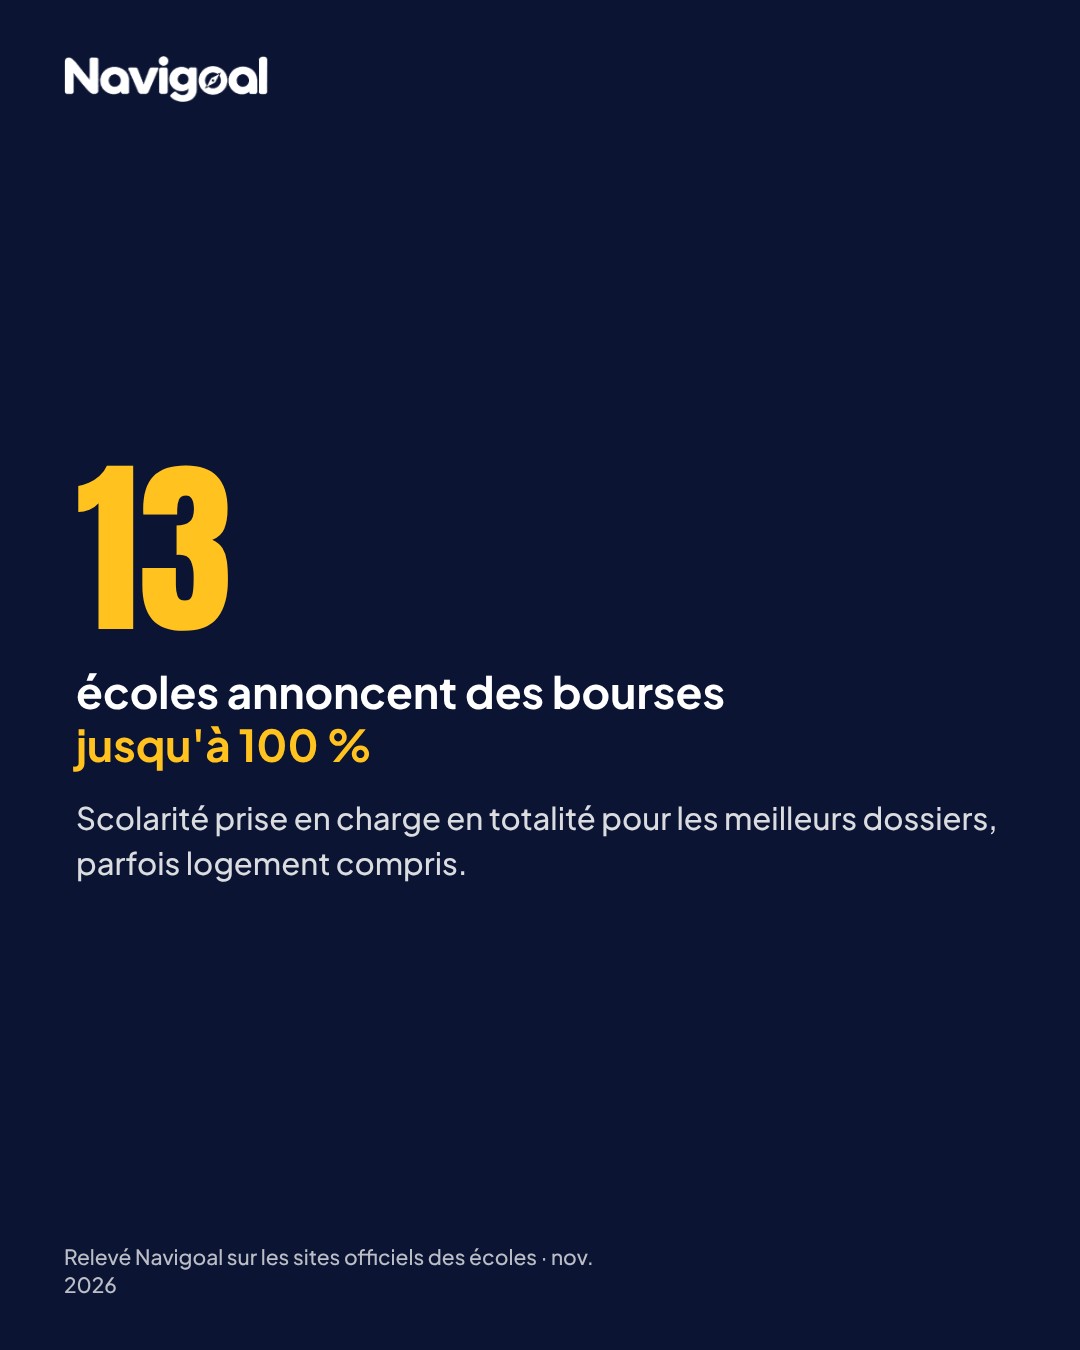 Navigoal
13
écoles annoncent des bourses
jusqu'à 100 %
Scolarité prise en charge en totalité pour les meilleurs dossiers,
parfois logement compris.
Relevé Navigoal sur les sites officiels des écoles · nov.
2026